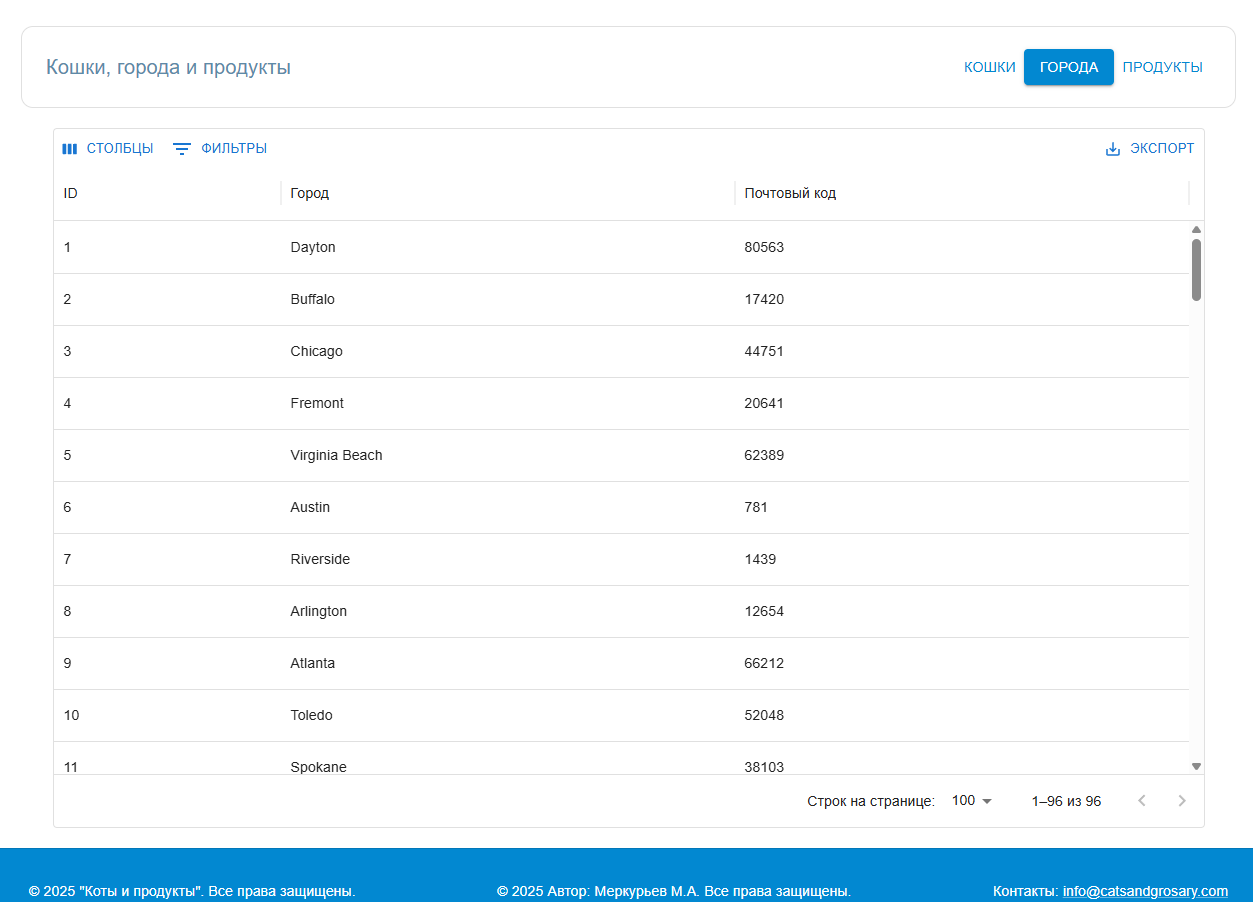 Кошки, города и продукты КОШКИ ГОРОДА ПРОДУКТЫ
СТОЛБЦЫ ФИЛЬТРЫ ЭКСПОРТ
ID Город Почтовый код
1 Dayton 80563
2 Buffalo 17420
3 Chicago 44751
4 Fremont 20641
5 Virginia Beach 62389
6 Austin 781
7 Riverside 1439
8 Arlington 12654
9 Atlanta 66212
10 Toledo 52048
11 Spokane 38103
Строк на странице: 100 1–96 из 96
© 2025 "Коты и продукты". Все права защищены. © 2025 Автор: Меркурьев М.А. Все права защищены. Контакты: info@catsandgrosary.com